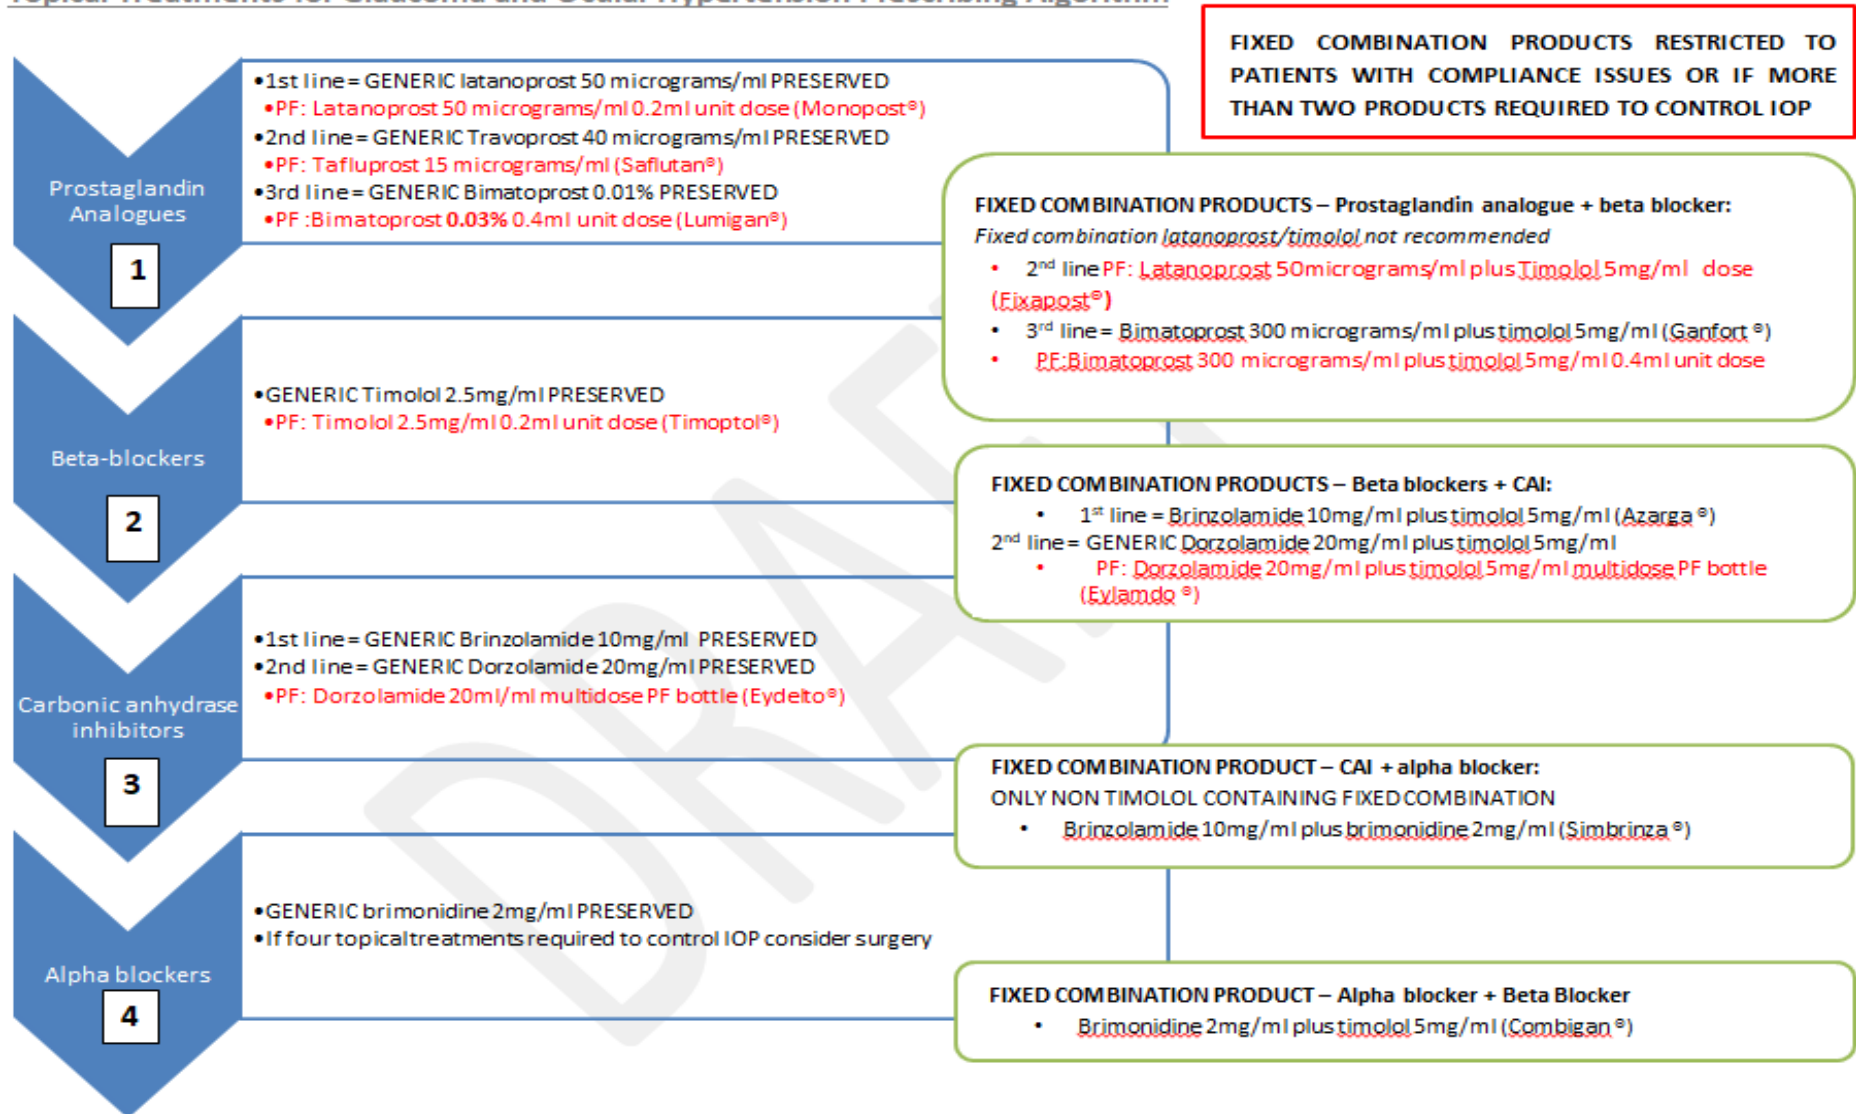 Topical Treatments for Glaucoma and Ocular Hypertension Prescribing Algorithm
FIXED COMBINATION PRODUCTS RESTRICTED TO
PATIENTS WITH COMPLIANCE ISSUES OR IF MORE
THAN TWO PRODUCTS REQUIRED TO CONTROL IOP
Prostaglandin
Analogues
1
•1st line = GENERIC latanoprost 50 micrograms/ml PRESERVED
•PF: Latanoprost 50 micrograms/ml 0.2ml unit dose (Monopost®)
•2nd line = GENERIC Travoprost 40 micrograms/ml PRESERVED
•PF: Tafluprost 15 micrograms/ml (Saflutan®)
•3rd line = GENERIC Bimatoprost 0.01% PRESERVED
•PF :Bimatoprost 0.03% 0.4ml unit dose (Lumigan®)
FIXED COMBINATION PRODUCTS – Prostaglandin analogue + beta blocker:
Fixed combination latanoprost/timolol not recommended
• 2nd line PF: Latanoprost 50micrograms/ml plus Timolol 5mg/ml dose
(Fixapost®)
• 3rd line = Bimatoprost 300 micrograms/ml plus timolol 5mg/ml (Ganfort ®)
• PF:Bimatoprost 300 micrograms/ml plus timolol 5mg/ml 0.4ml unit dose
Beta-blockers
2
•GENERIC Timolol 2.5mg/ml PRESERVED
•PF: Timolol 2.5mg/ml 0.2ml unit dose (Timoptol®)
FIXED COMBINATION PRODUCTS – Beta blockers + CAI:
• 1st line = Brinzolamide 10mg/ml plus timolol 5mg/ml (Azarga ®)
2nd line = GENERIC Dorzolamide 20mg/ml plus timolol 5mg/ml
• PF: Dorzolamide 20mg/ml plus timolol 5mg/ml multidose PF bottle
(Eylamdo ®)
Carbonic anhydrase
inhibitors
3
•1st line = GENERIC Brinzolamide 10mg/ml PRESERVED
•2nd line = GENERIC Dorzolamide 20mg/ml PRESERVED
•PF: Dorzolamide 20ml/ml multidose PF bottle (Eydelto®)
FIXED COMBINATION PRODUCT – CAI + alpha blocker:
ONLY NON TIMOLOL CONTAINING FIXED COMBINATION
• Brinzolamide 10mg/ml plus brimonidine 2mg/ml (Simbrinza ®)
Alpha blockers
4
•GENERIC brimonidine 2mg/ml PRESERVED
•If four topical treatments required to control IOP consider surgery
FIXED COMBINATION PRODUCT – Alpha blocker + Beta Blocker
• Brimonidine 2mg/ml plus timolol 5mg/ml (Combigan ®)
DRAFT